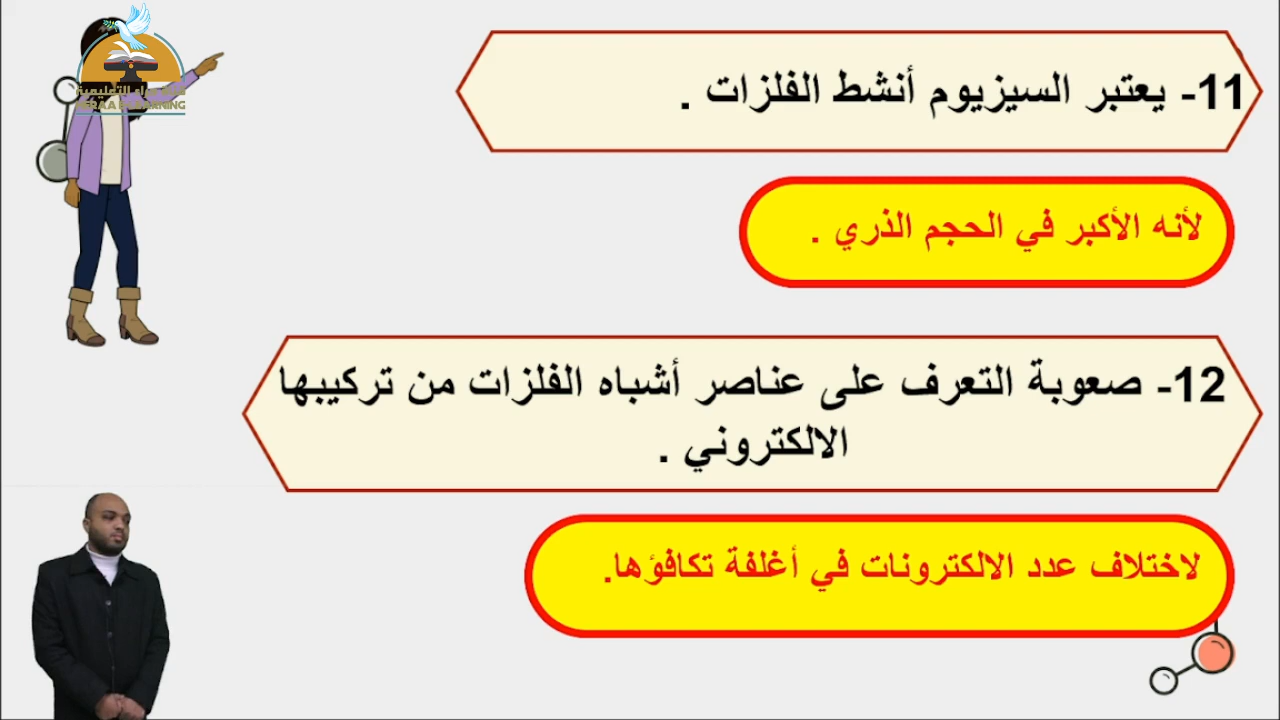 11- يعتبر السيزيوم أنشط الفلزات .
لأنه الأكبر في الحجم الذري .
12- صعوبة التعرف على عناصر أشباه الفلزات من تركيبها
الالكتروني .
لاختلاف عدد الالكترونات في أغلفة تكافؤها.